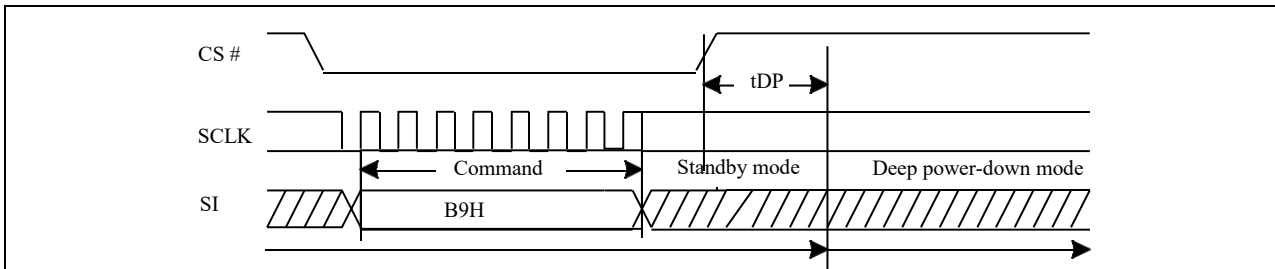 CS #
tDP
SCLK
Command Standby mode Deep power-down mode
SI B9H